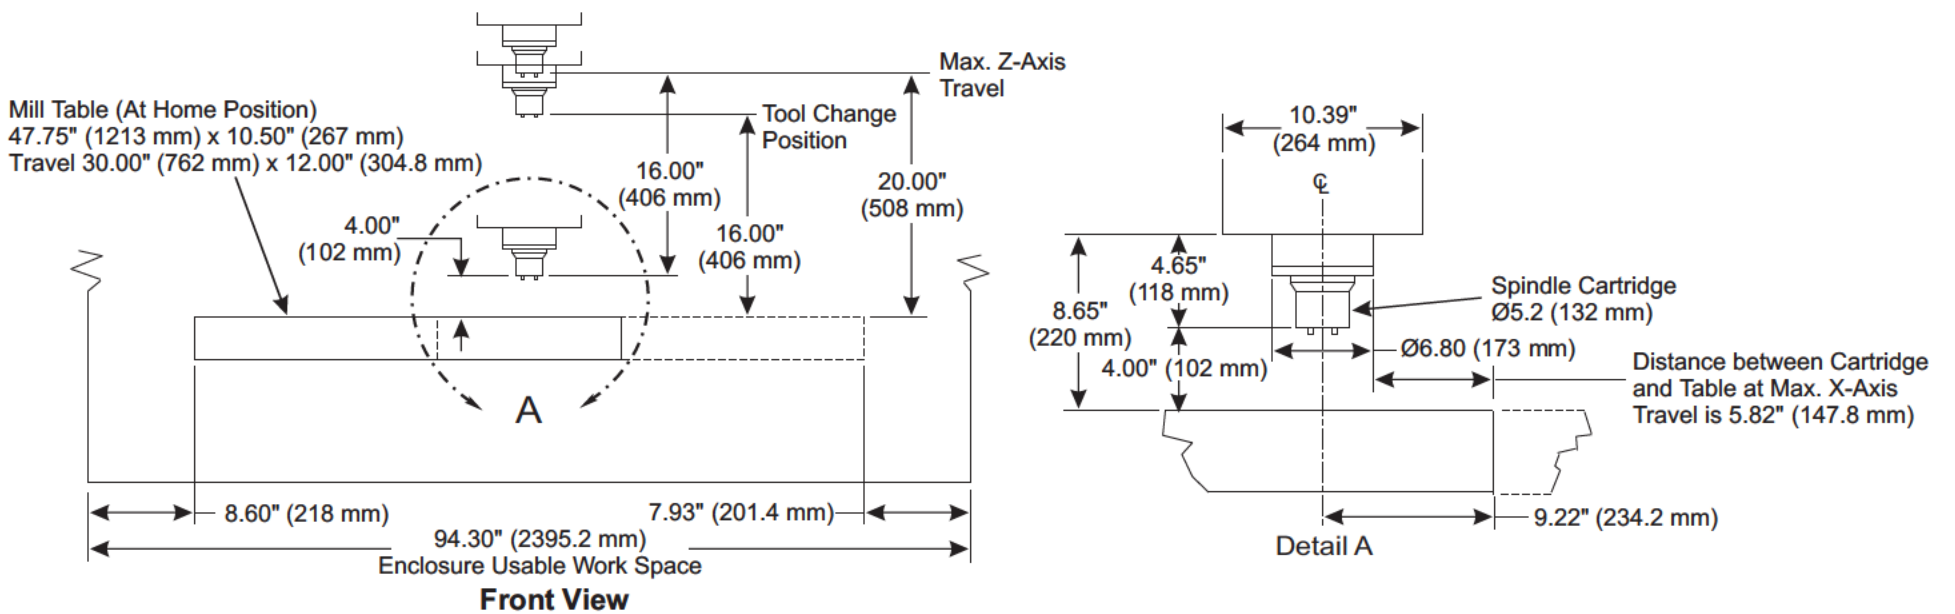 Max. Z-Axis
Travel
Mill Table (At Home Position)
47.75" (1213 mm) x 10.50" (267 mm)
Travel 30.00" (762 mm) x 12.00" (304.8 mm)
Tool Change
Position
16.00"
(406 mm)
20.00"
(508 mm)
4.00"
(102 mm)
16.00"
(406 mm)
A
8.60" (218 mm)
7.93" (201.4 mm)
94.30" (2395.2 mm)
Enclosure Usable Work Space
Front View
10.39"
(264 mm)
℄
4.65"
(118 mm)
8.65"
(220 mm)
4.00" (102 mm)
Spindle Cartridge
Ø5.2 (132 mm)
Ø6.80 (173 mm)
Distance between Cartridge
and Table at Max. X-Axis
Travel is 5.82" (147.8 mm)
9.22" (234.2 mm)
Detail A